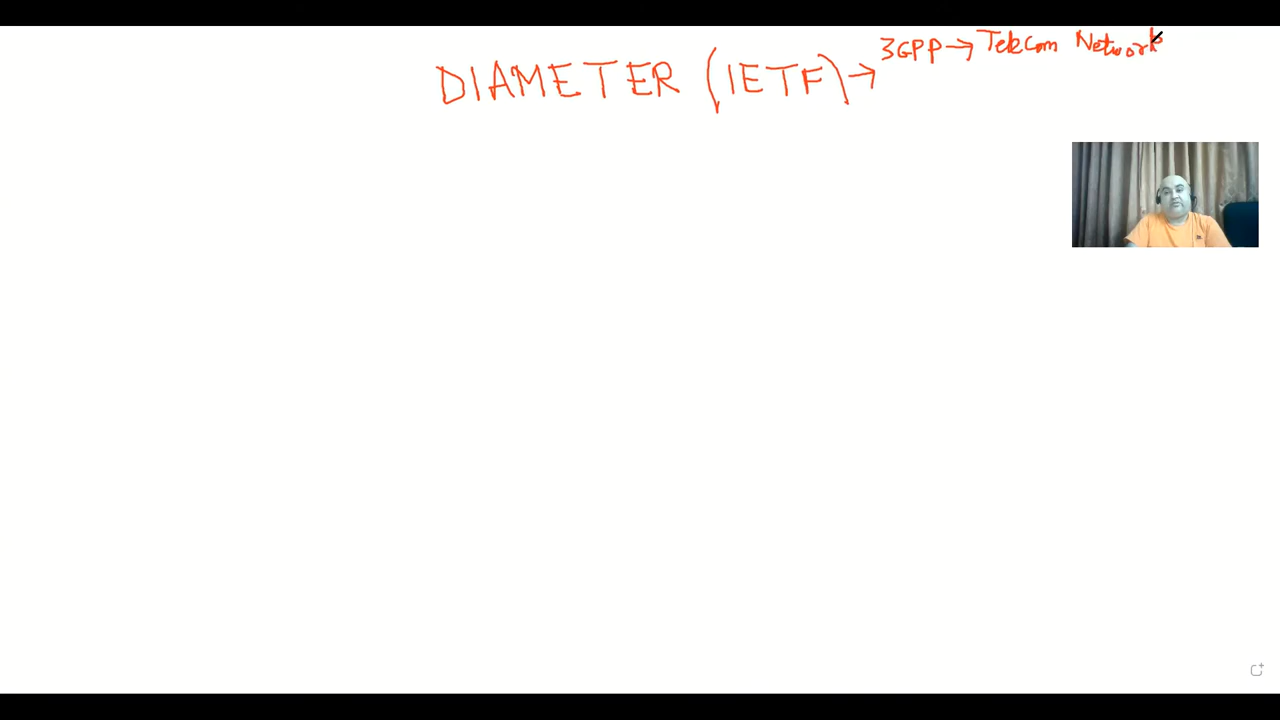 3GPP → Telecom Network
DIAMETER (IETF) →